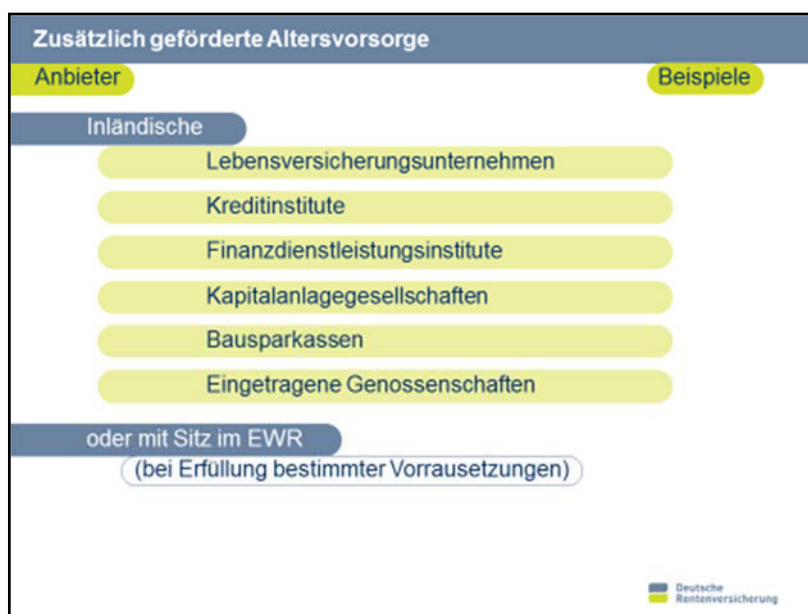 Zusätzlich geförderte Altersvorsorge
Anbieter
Beispiele
Inländische
Lebensversicherungsunternehmen
Kreditinstitute
Finanzdienstleistungsinstitute
Kapitalanlagegesellschaften
Bausparkassen
Eingetragene Genossenschaften
oder mit Sitz im EWR
(bei Erfüllung bestimmter Vorrausetzungen)
Deutsche
Rentenversicherung